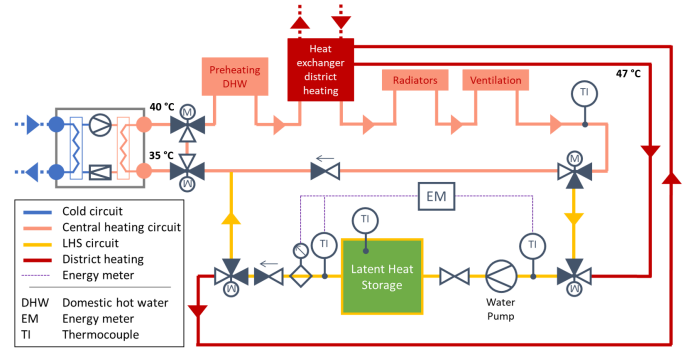 Heat
exchanger
district
heating
Preheating
DHW
Radiators
Ventilation
47 °C
40 °C
M
TI
35 °C
M
M
EM
TI
TI
TI
Latent Heat
Storage
Water
Pump
M
M
Cold circuit
Central heating circuit
LHS circuit
District heating
Energy meter
DHW Domestic hot water
EM Energy meter
TI Thermocouple